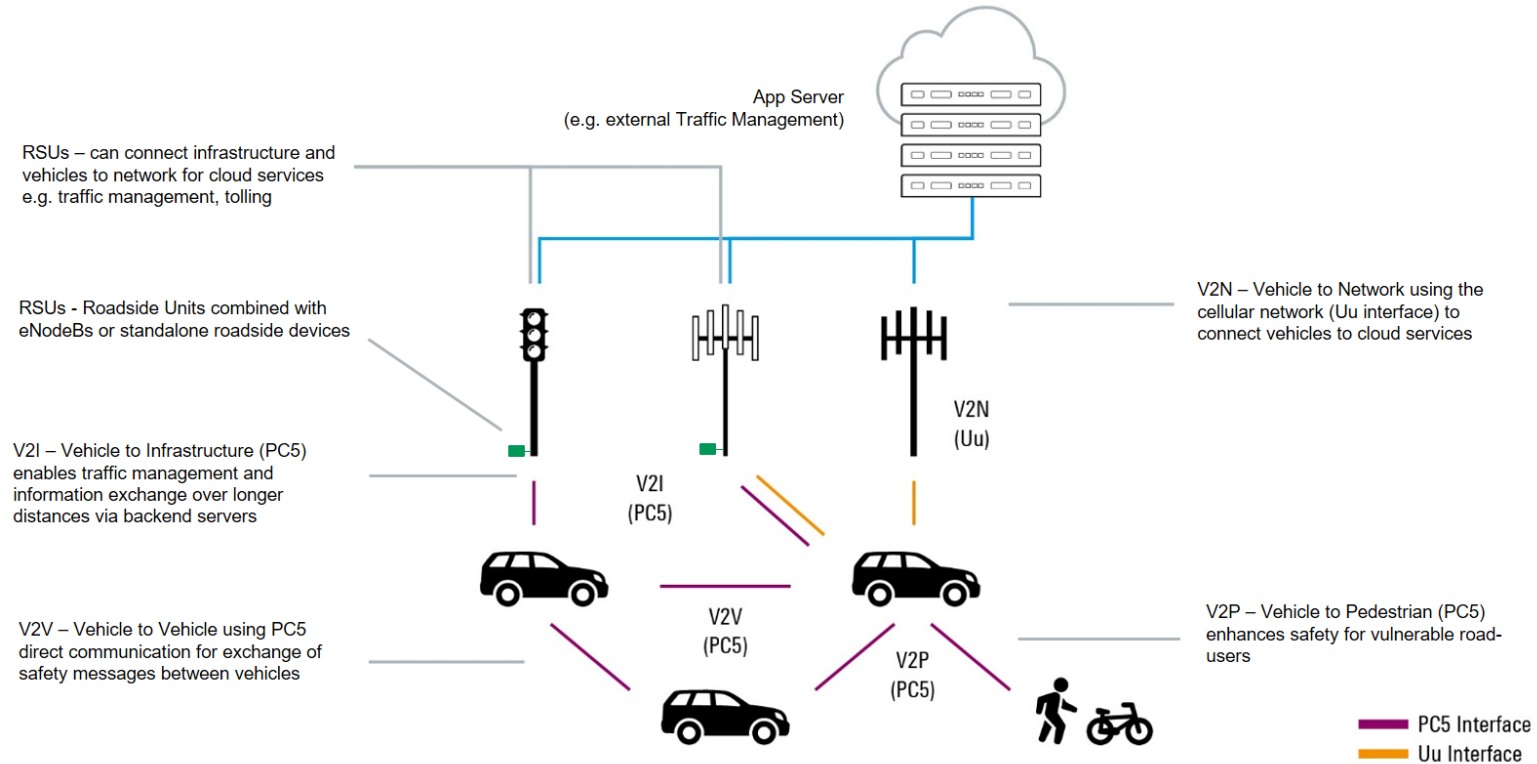 App Server
(e.g. external Traffic Management)
RSUs – can connect infrastructure and
vehicles to network for cloud services
e.g. traffic management, tolling
RSUs - Roadside Units combined with
eNodeBs or standalone roadside devices
V2N – Vehicle to Network using the
cellular network (Uu interface) to
connect vehicles to cloud services
V2N
(Uu)
V2I – Vehicle to Infrastructure (PC5)
enables traffic management and
information exchange over longer
distances via backend servers
V2I
(PC5)
V2V – Vehicle to Vehicle using PC5
direct communication for exchange of
safety messages between vehicles
V2V
(PC5)
V2P
(PC5)
V2P – Vehicle to Pedestrian (PC5)
enhances safety for vulnerable road-
users
PC5 Interface
Uu Interface